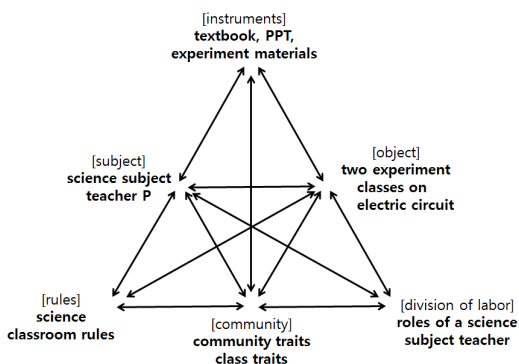 [instruments]
textbook, PPT,
experiment materials
[subject]
science subject
teacher P
[object]
two experiment
classes on
electric circuit
[rules]
science
classroom rules
[community]
community traits
class traits
[division of labor]
roles of a science
subject teacher